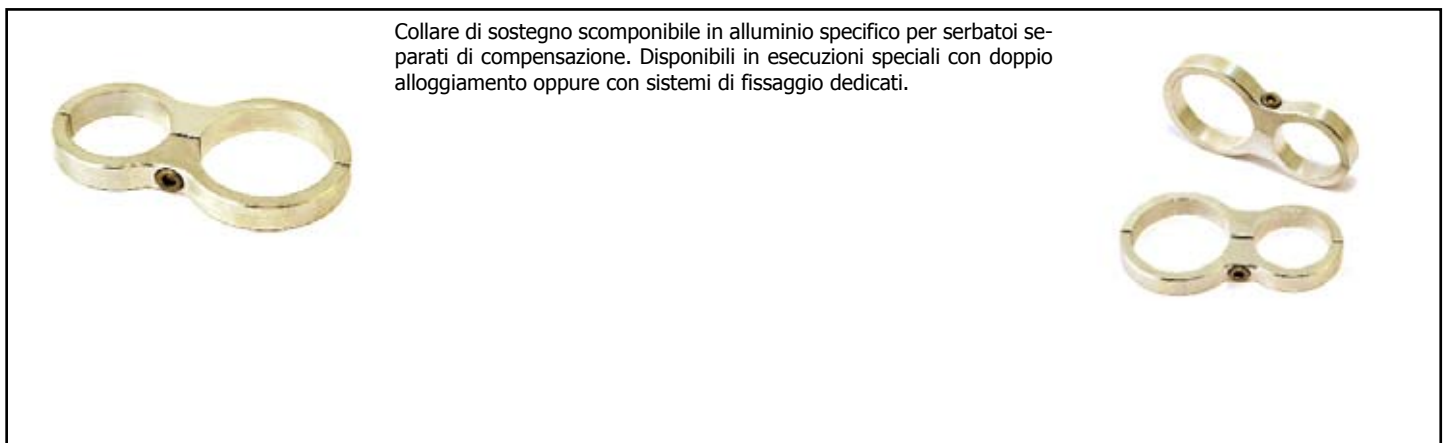 Collare di sostegno scomponibile in alluminio specifico per serbatoi se-
parati di compensazione. Disponibili in esecuzioni speciali con doppio
alloggiamento oppure con sistemi di fissaggio dedicati.